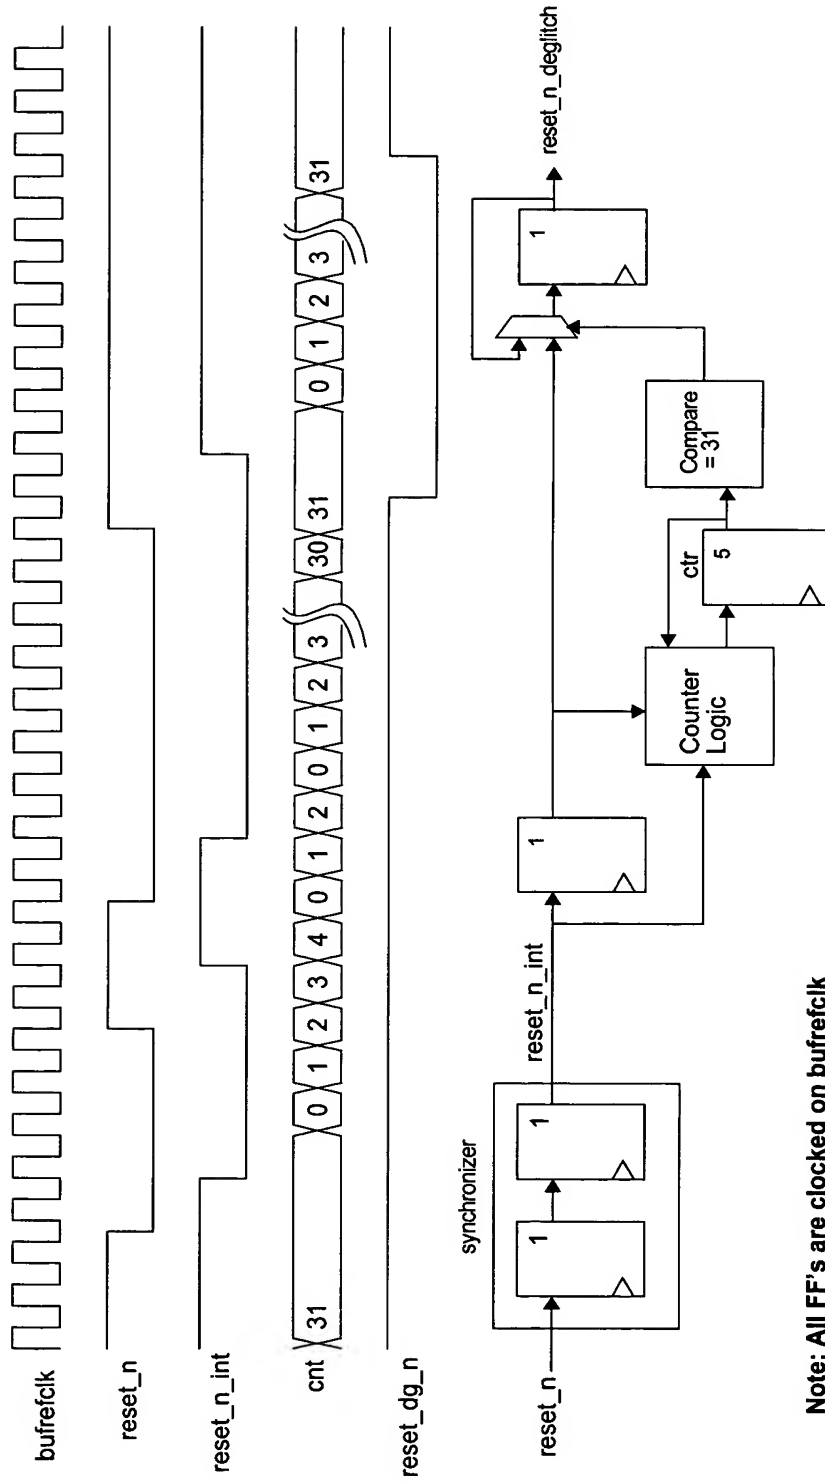 bufrefclk
reset_n
reset_n_int
cnt 31 0 1 2 3 4 0 1 2 0 1 2 3 30 31 0 1 2 3 31
reset_dg_n
synchronizer
reset_n
1
1
reset_n_int
1
Counter
Logic
ctr
5
Compare
= 31
1
reset_n_deglitch
Note: All FF's are clocked on bufrefclk